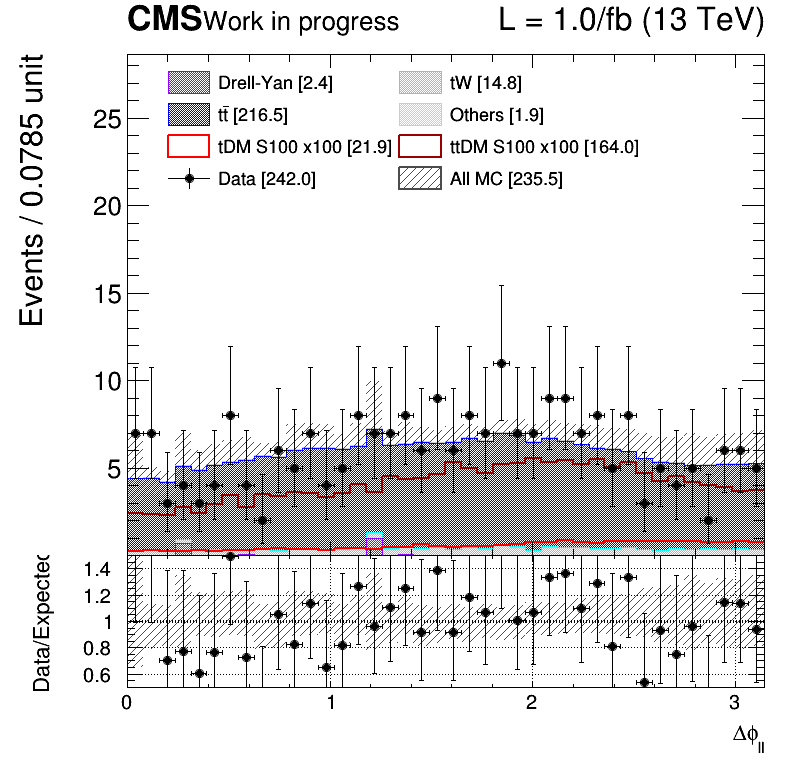 CMS Work in progress L = 1.0/fb (13 TeV)
Events / 0.0785 unit
Drell-Yan [2.4] tW [14.8]
tt̄ [216.5] Others [1.9]
tDM S100 x100 [21.9] ttDM S100 x100 [164.0]
Data [242.0] All MC [235.5]
25
20
15
10
5
Data/Expected
1.4
1.2
1
0.8
0.6
0 1 2 3
Δϕ_ll